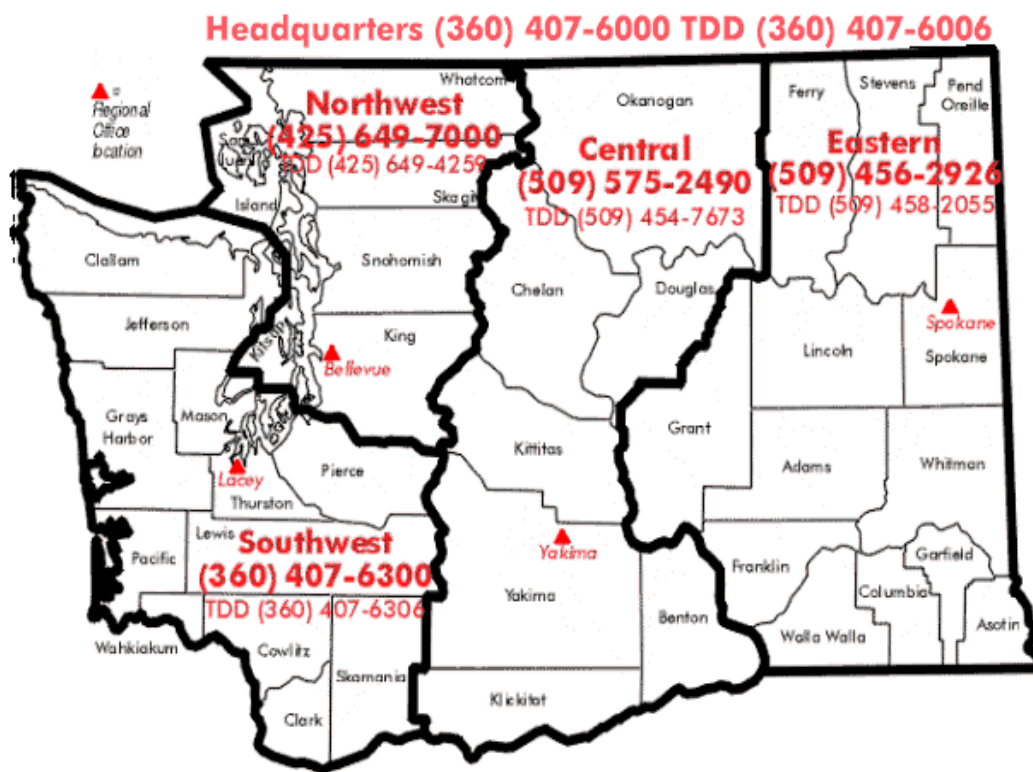 Headquarters (360) 407-6000 TDD (360) 407-6006
▲ =
Regional
Office
location
Northwest
(425) 649-7000
TDD (425) 649-4259
Central
(509) 575-2490
TDD (509) 454-7673
Eastern
(509) 456-2926
TDD (509) 458-2055
Southwest
(360) 407-6300
TDD (360) 407-6306
Whatcom
San
Juan
Island
Skagit
Snohomish
King
Bellevue
Kitsap
Clallam
Jefferson
Grays
Harbor
Mason
Lacey
Thurston
Pierce
Pacific
Lewis
Wahkiakum
Cowlitz
Clark
Skamania
Okanogan
Chelan
Douglas
Kittitas
Yakima
Yakima
Klickitat
Benton
Ferry
Stevens
Pend
Oreille
Lincoln
Spokane
Spokane
Grant
Adams
Whitman
Franklin
Walla Walla
Columbia
Garfield
Asotin